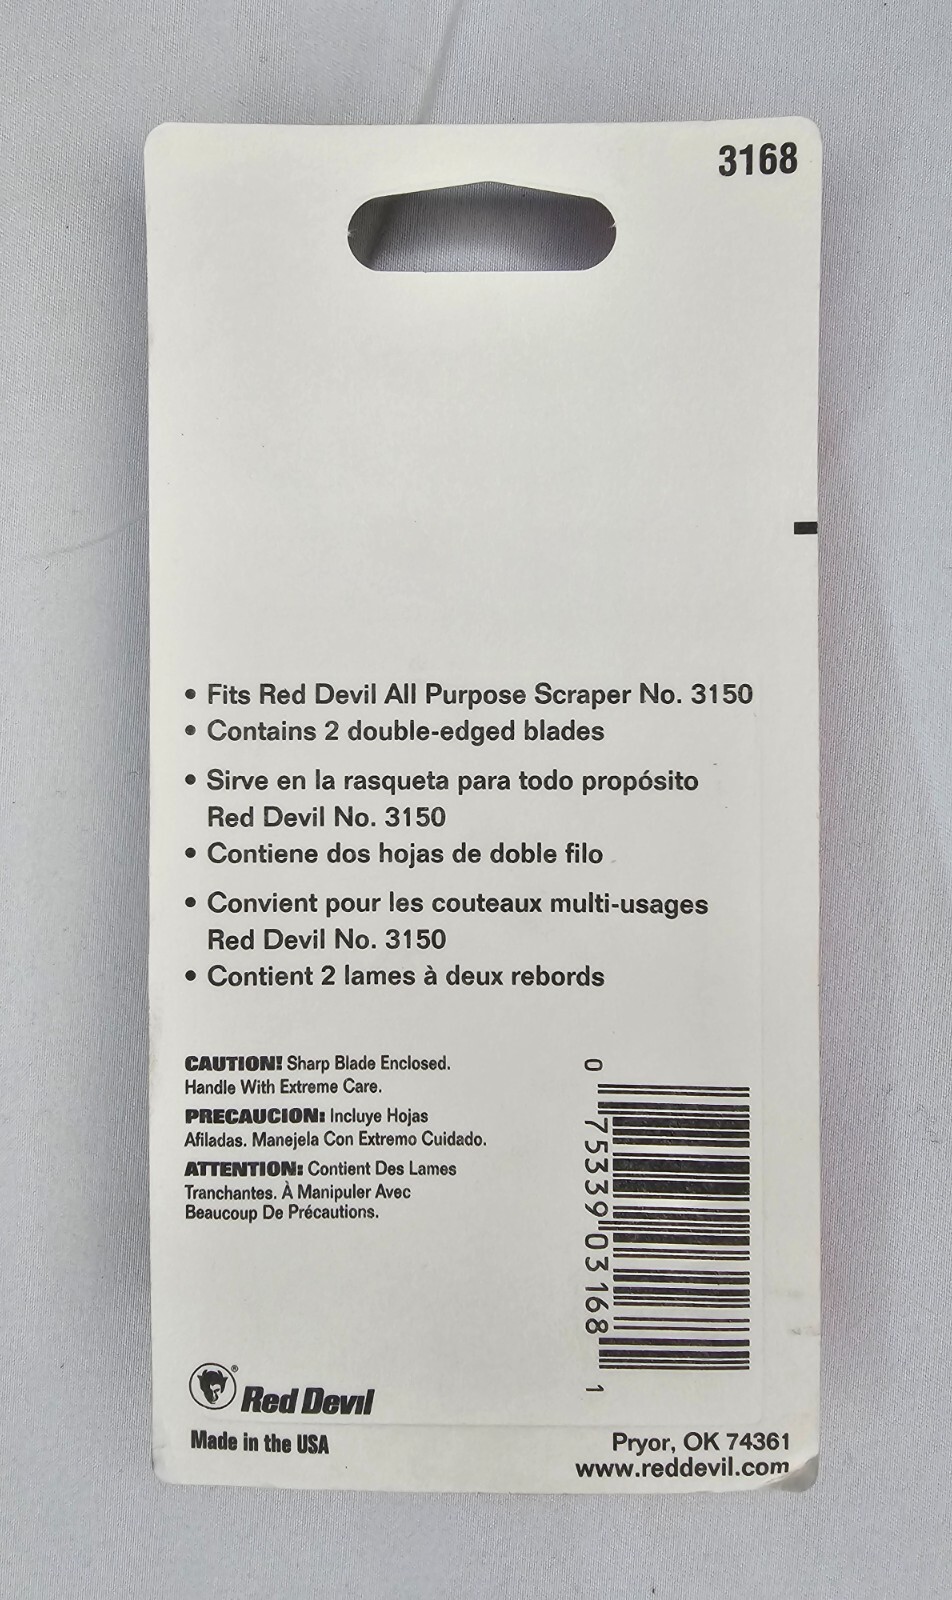 3168
• Fits Red Devil All Purpose Scraper No. 3150
• Contains 2 double-edged blades
• Sirve en la rasqueta para todo propósito
Red Devil No. 3150
• Contiene dos hojas de doble filo
• Convient pour les couteaux multi-usages
Red Devil No. 3150
• Contient 2 lames à deux rebords
CAUTION! Sharp Blade Enclosed.
Handle With Extreme Care.
PRECAUCION: Incluye Hojas
Afiladas. Manejela Con Extremo Cuidado.
ATTENTION: Contient Des Lames
Tranchantes. À Manipuler Avec
Beaucoup De Précautions.
0 75339 03168 1
® Red Devil
Made in the USA
Pryor, OK 74361
www.reddevil.com